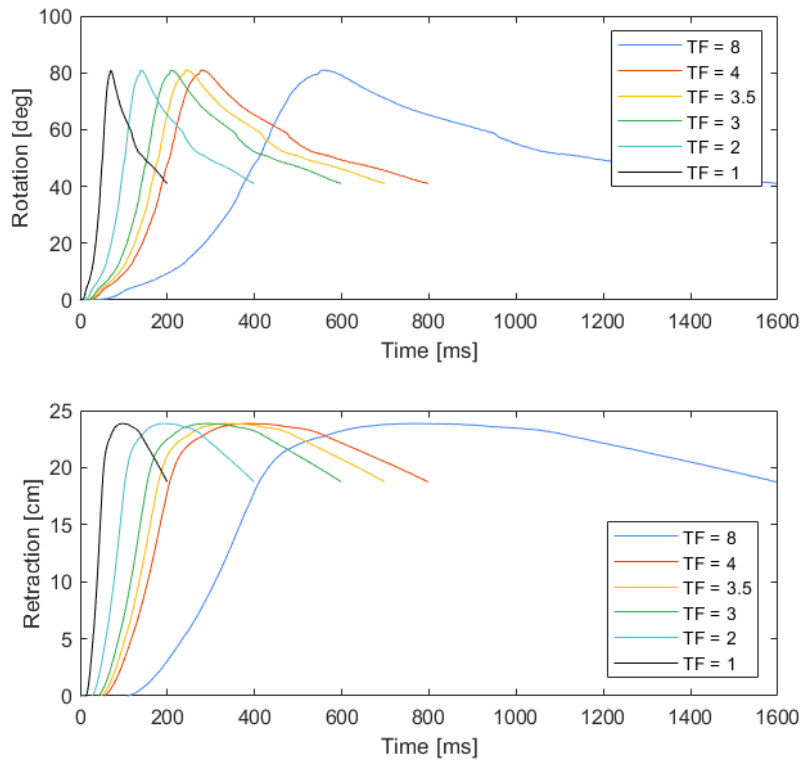 100
80
60
40
20
0
Rotation [deg]
TF = 8
TF = 4
TF = 3.5
TF = 3
TF = 2
TF = 1
0 200 400 600 800 1000 1200 1400 1600
Time [ms]
25
20
15
10
5
0
Retraction [cm]
TF = 8
TF = 4
TF = 3.5
TF = 3
TF = 2
TF = 1
0 200 400 600 800 1000 1200 1400 1600
Time [ms]